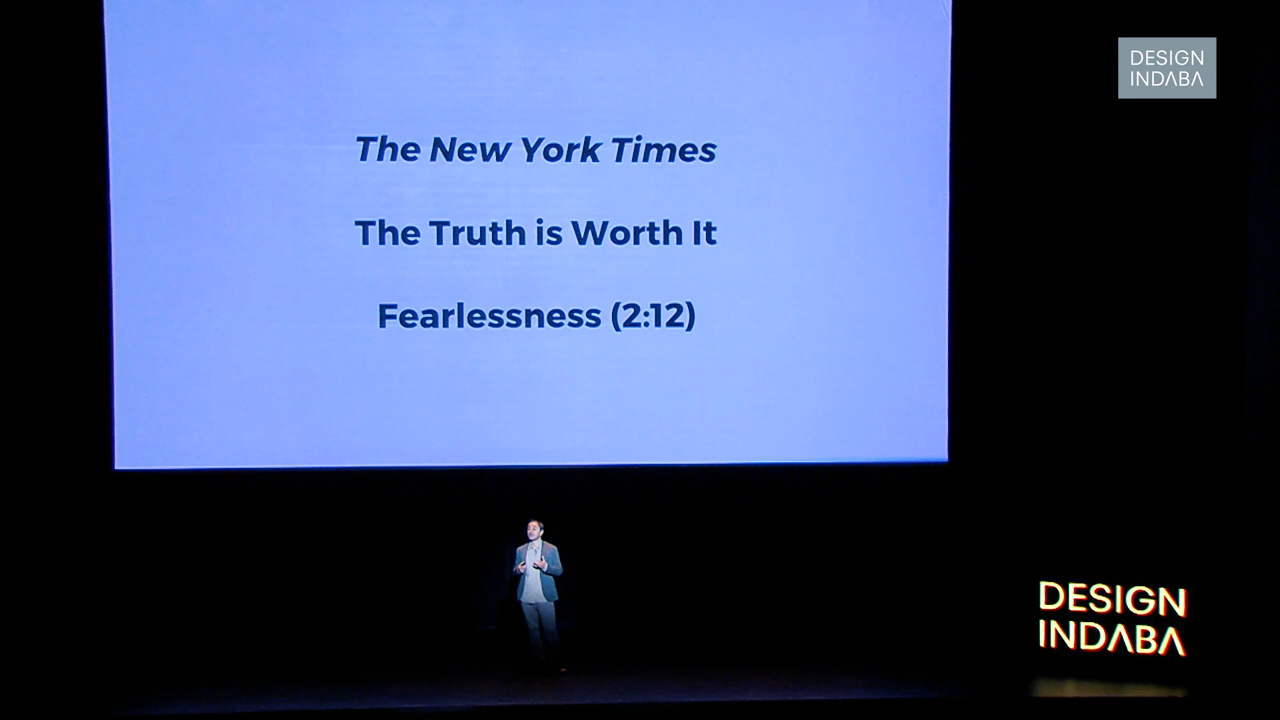 DESIGN
INDABA
The New York Times
The Truth is Worth It
Fearlessness (2:12)
DESIGN
INDABA